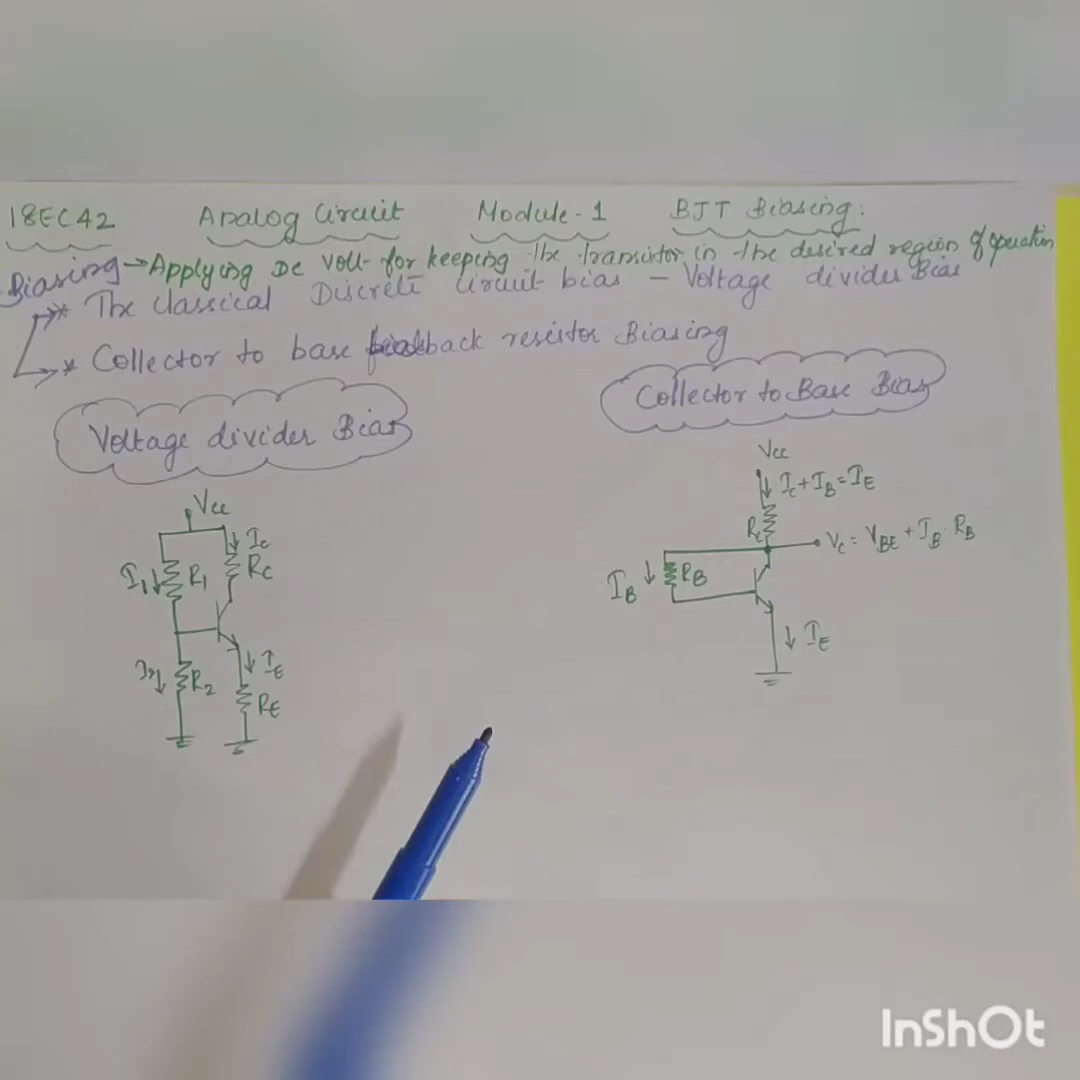 18EC42 Analog Circuit Module-1 BJT Biasing:
Biasing → Applying DC volt for keeping the transistor in the desired region of operation
* The classical Discrete circuit bias - Voltage divider Bias
* Collector to base feedback resistor Biasing
Voltage divider Bias
Collector to Base Bias
Vcc
I1
R1
IC
RC
R2
IE
RE
Vcc
IC+IB=IE
RC
VC = VBE + IB · RB
IB
RB
IE
InShOt